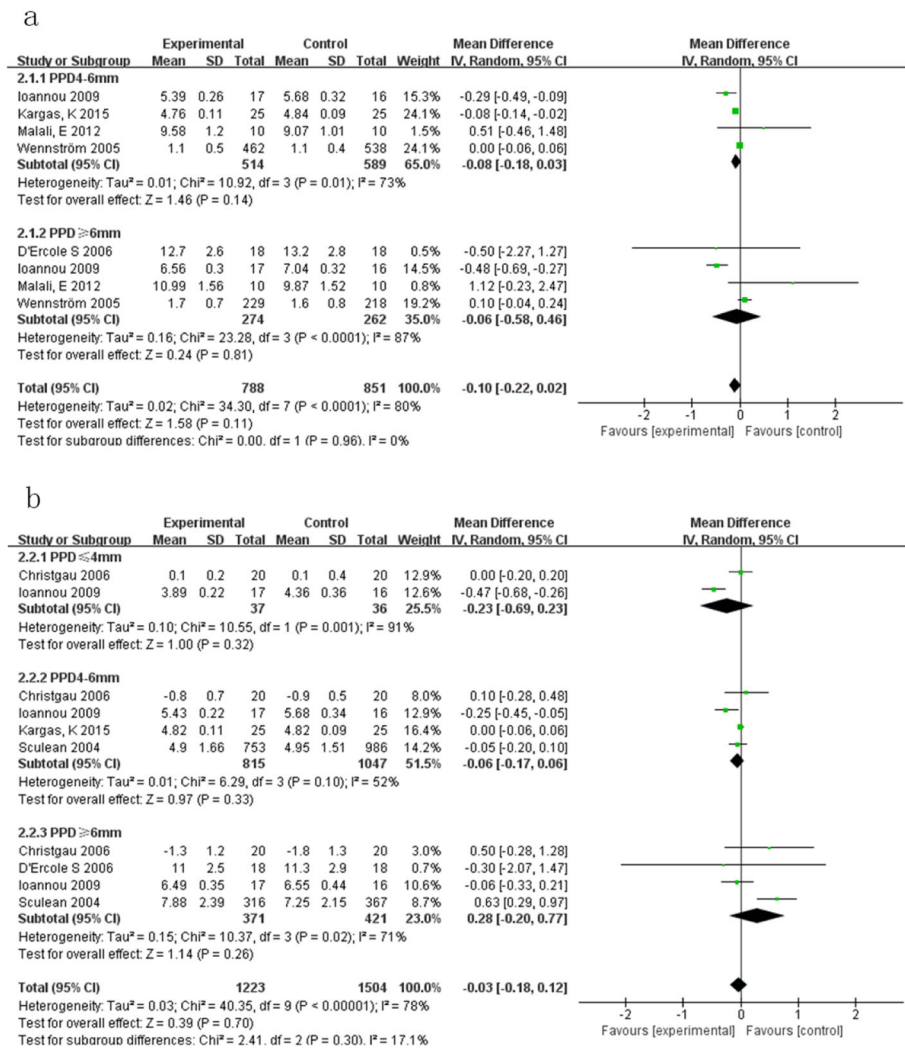 a
Experimental Control Mean Difference Mean Difference
Study or Subgroup Mean SD Total Mean SD Total Weight IV, Random, 95% CI IV, Random, 95% CI
2.1.1 PPD4-6mm
Ioannou 2009 5.39 0.26 17 5.68 0.32 16 15.3% -0.29 [-0.49, -0.09]
Kargas, K 2015 4.76 0.11 25 4.84 0.09 25 24.1% -0.08 [-0.14, -0.02]
Malali, E 2012 9.58 1.2 10 9.07 1.01 10 1.5% 0.51 [-0.46, 1.48]
Wennström 2005 1.1 0.5 462 1.1 0.4 538 24.1% 0.00 [-0.06, 0.06]
Subtotal (95% CI) 514 589 65.0% -0.08 [-0.18, 0.03]
Heterogeneity: Tau² = 0.01; Chi² = 10.92, df = 3 (P = 0.01); I² = 73%
Test for overall effect: Z = 1.46 (P = 0.14)
2.1.2 PPD ≥6mm
D'Ercole S 2006 12.7 2.6 18 13.2 2.8 18 0.5% -0.50 [-2.27, 1.27]
Ioannou 2009 6.56 0.3 17 7.04 0.32 16 14.5% -0.48 [-0.69, -0.27]
Malali, E 2012 10.99 1.56 10 9.87 1.52 10 0.8% 1.12 [-0.23, 2.47]
Wennström 2005 1.7 0.7 229 1.6 0.8 218 19.2% 0.10 [-0.04, 0.24]
Subtotal (95% CI) 274 262 35.0% -0.06 [-0.58, 0.46]
Heterogeneity: Tau² = 0.16; Chi² = 23.28, df = 3 (P < 0.0001); I² = 87%
Test for overall effect: Z = 0.24 (P = 0.81)
Total (95% CI) 788 851 100.0% -0.10 [-0.22, 0.02]
Heterogeneity: Tau² = 0.02; Chi² = 34.30, df = 7 (P < 0.0001); I² = 80%
Test for overall effect: Z = 1.58 (P = 0.11)
Test for subgroup differences: Chi² = 0.00, df = 1 (P = 0.96), I² = 0%
-2 -1 0 1 2
Favours [experimental] Favours [control]
b
Experimental Control Mean Difference Mean Difference
Study or Subgroup Mean SD Total Mean SD Total Weight IV, Random, 95% CI IV, Random, 95% CI
2.2.1 PPD ≤4mm
Christgau 2006 0.1 0.2 20 0.1 0.4 20 12.9% 0.00 [-0.20, 0.20]
Ioannou 2009 3.89 0.22 17 4.36 0.36 16 12.6% -0.47 [-0.68, -0.26]
Subtotal (95% CI) 37 36 25.5% -0.23 [-0.69, 0.23]
Heterogeneity: Tau² = 0.10; Chi² = 10.55, df = 1 (P = 0.001); I² = 91%
Test for overall effect: Z = 1.00 (P = 0.32)
2.2.2 PPD4-6mm
Christgau 2006 -0.8 0.7 20 -0.9 0.5 20 8.0% 0.10 [-0.28, 0.48]
Ioannou 2009 5.43 0.22 17 5.68 0.34 16 12.9% -0.25 [-0.45, -0.05]
Kargas, K 2015 4.82 0.11 25 4.82 0.09 25 16.4% 0.00 [-0.06, 0.06]
Sculean 2004 4.9 1.66 753 4.95 1.51 986 14.2% -0.05 [-0.20, 0.10]
Subtotal (95% CI) 815 1047 51.5% -0.06 [-0.17, 0.06]
Heterogeneity: Tau² = 0.01; Chi² = 6.29, df = 3 (P = 0.10); I² = 52%
Test for overall effect: Z = 0.97 (P = 0.33)
2.2.3 PPD ≥6mm
Christgau 2006 -1.3 1.2 20 -1.8 1.3 20 3.0% 0.50 [-0.28, 1.28]
D'Ercole S 2006 11 2.5 18 11.3 2.9 18 0.7% -0.30 [-2.07, 1.47]
Ioannou 2009 6.49 0.35 17 6.55 0.44 16 10.6% -0.06 [-0.33, 0.21]
Sculean 2004 7.88 2.39 316 7.25 2.15 367 8.7% 0.63 [0.29, 0.97]
Subtotal (95% CI) 371 421 23.0% 0.28 [-0.20, 0.77]
Heterogeneity: Tau² = 0.15; Chi² = 10.37, df = 3 (P = 0.02); I² = 71%
Test for overall effect: Z = 1.14 (P = 0.26)
Total (95% CI) 1223 1504 100.0% -0.03 [-0.18, 0.12]
Heterogeneity: Tau² = 0.03; Chi² = 40.35, df = 9 (P < 0.00001); I² = 78%
Test for overall effect: Z = 0.39 (P = 0.70)
Test for subgroup differences: Chi² = 2.41, df = 2 (P = 0.30), I² = 17.1%
-2 -1 0 1 2
Favours [experimental] Favours [control]